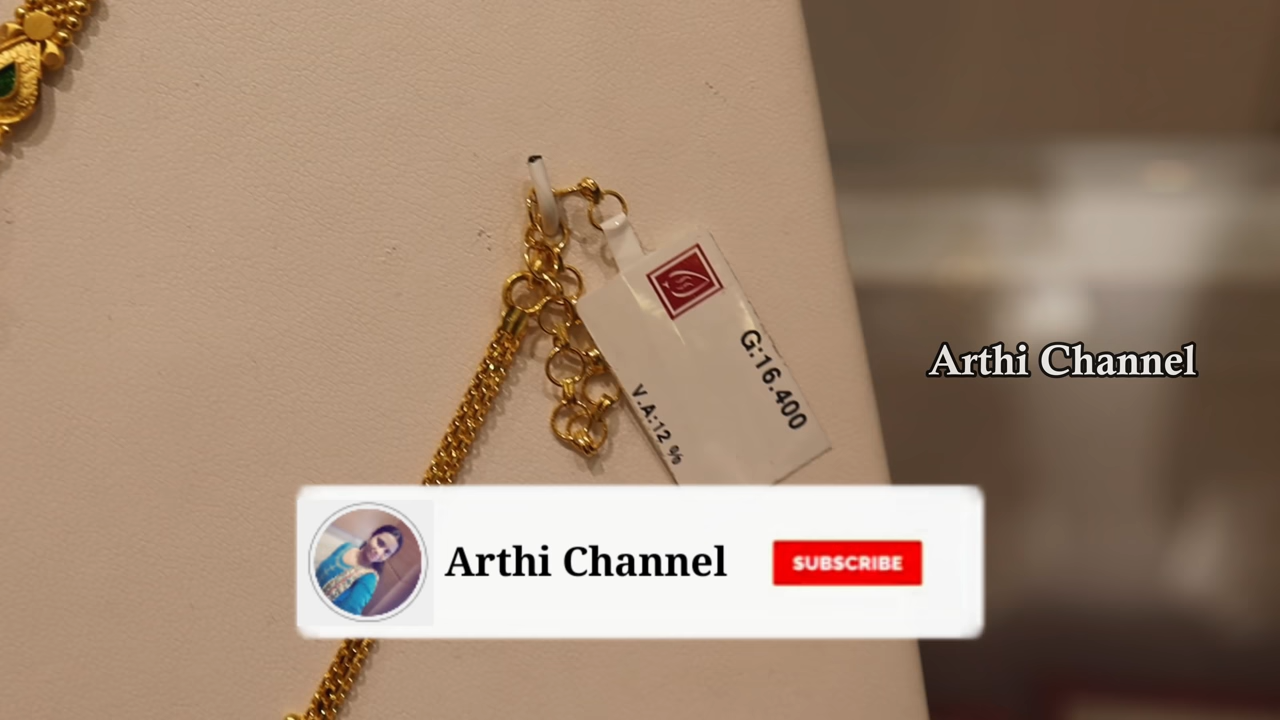 G:16.400
V.A:12 %
Arthi Channel
Arthi Channel
SUBSCRIBE